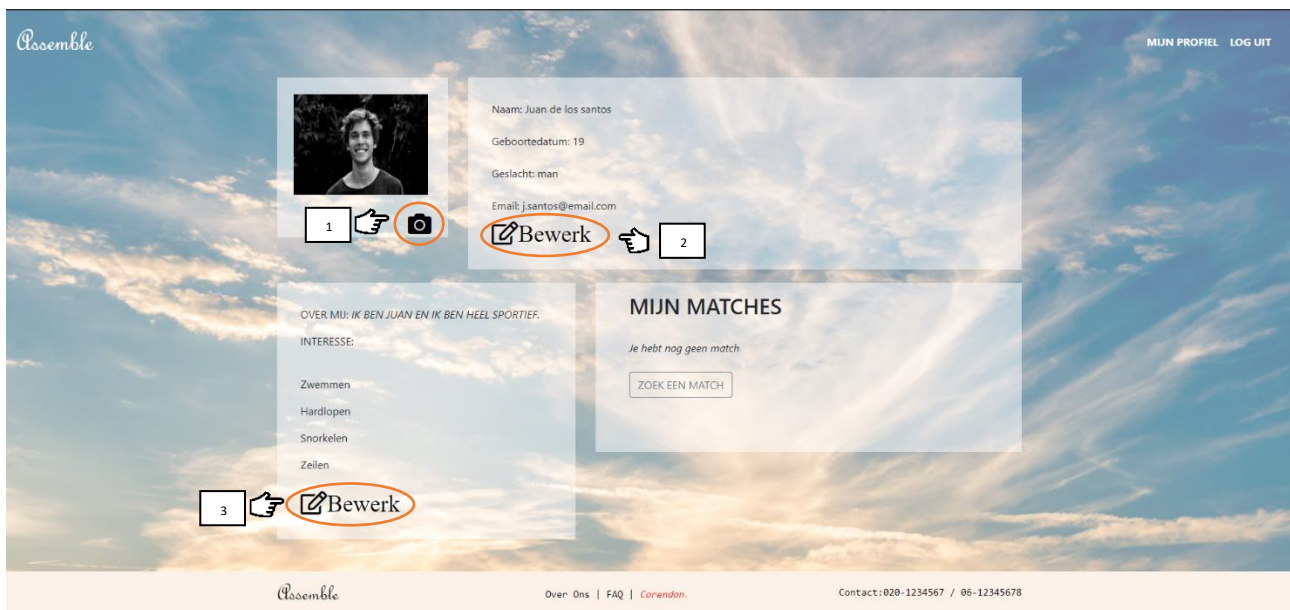 Assemble
MIJN PROFIEL LOG UIT
Naam: Juan de los santos
Geboortedatum: 19
Geslacht: man
Email: j.santos@email.com
1
Bewerk
2
OVER MIJ: IK BEN JUAN EN IK BEN HEEL SPORTIEF.
INTERESSE:
Zwemmen
Hardlopen
Snorkelen
Zeilen
3
Bewerk
MIJN MATCHES
Je hebt nog geen match
ZOEK EEN MATCH
Assemble
Over Ons | FAQ | Corendon.
Contact:020-1234567 / 06-12345678